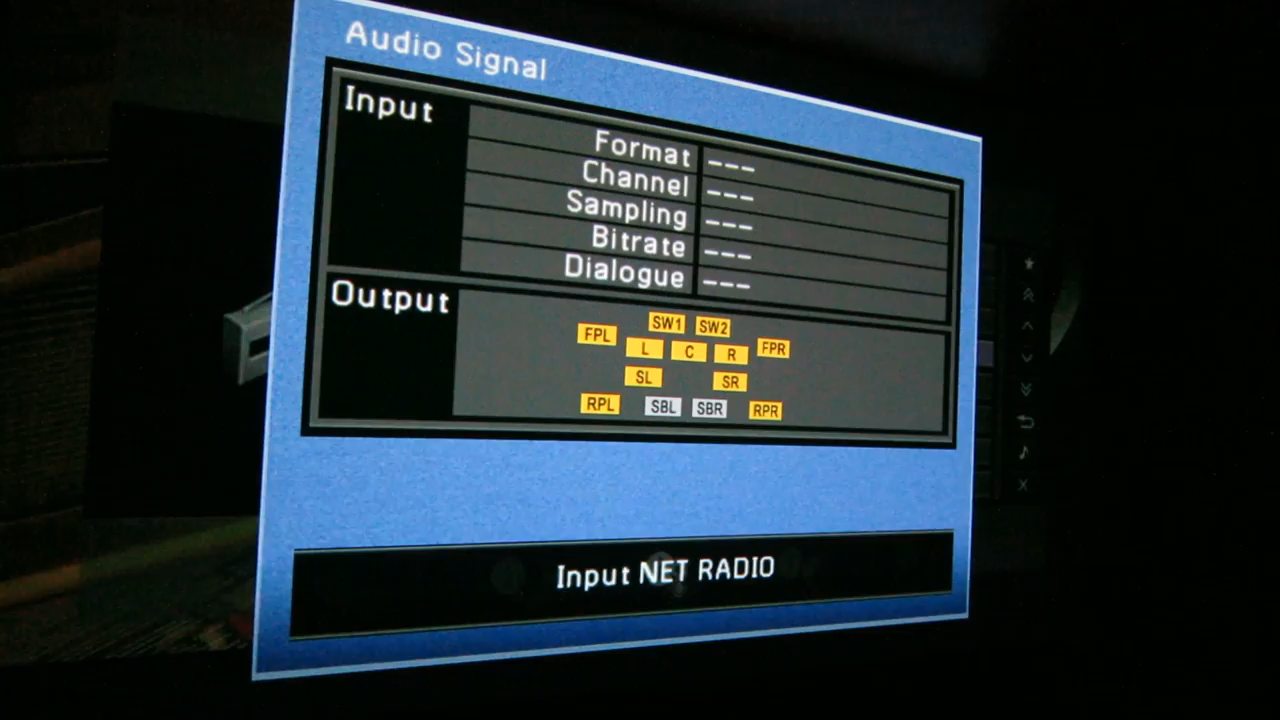 Audio Signal
Input
Format ---
Channel ---
Sampling ---
Bitrate ---
Dialogue ---
Output
SW1 SW2
FPL FPR
L C R
SL SR
RPL SBL SBR RPR
Input NET RADIO